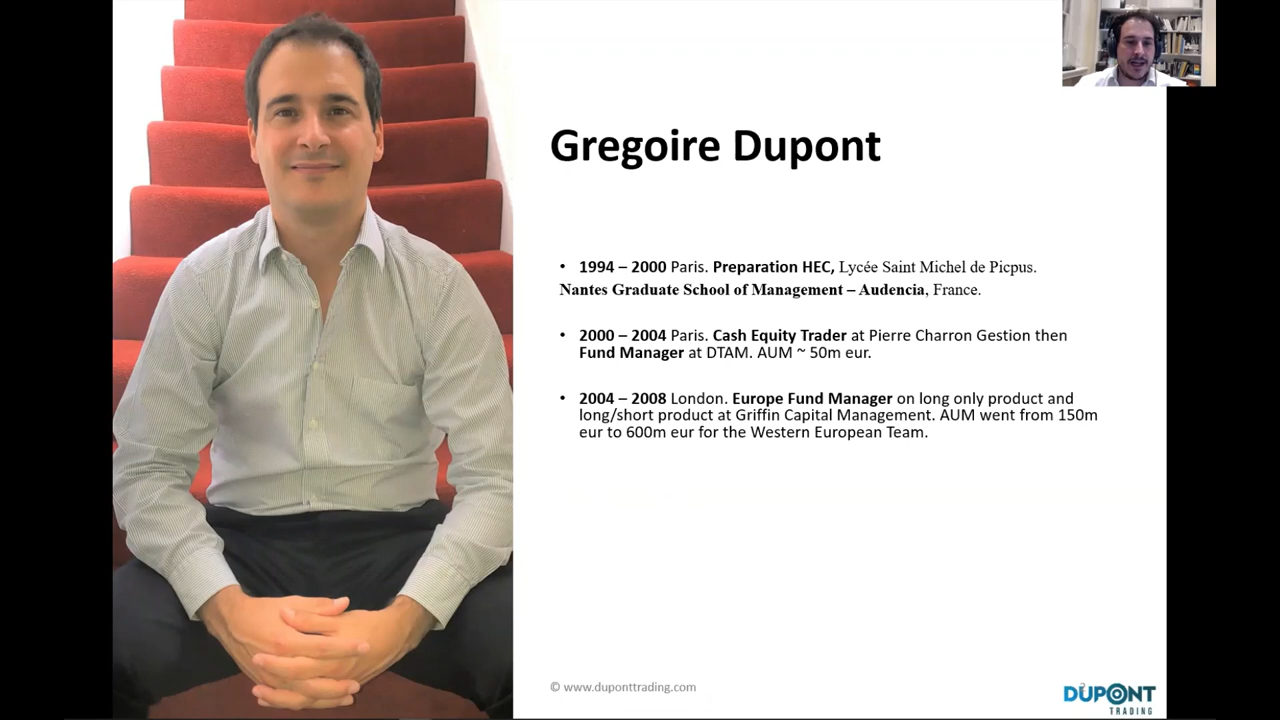 Gregoire Dupont
• 1994 – 2000 Paris. Preparation HEC, Lycée Saint Michel de Picpus.
Nantes Graduate School of Management – Audencia, France.
• 2000 – 2004 Paris. Cash Equity Trader at Pierre Charron Gestion then
Fund Manager at DTAM. AUM ~ 50m eur.
• 2004 – 2008 London. Europe Fund Manager on long only product and
long/short product at Griffin Capital Management. AUM went from 150m
eur to 600m eur for the Western European Team.
© www.duponttrading.com
DUPONT
TRADING